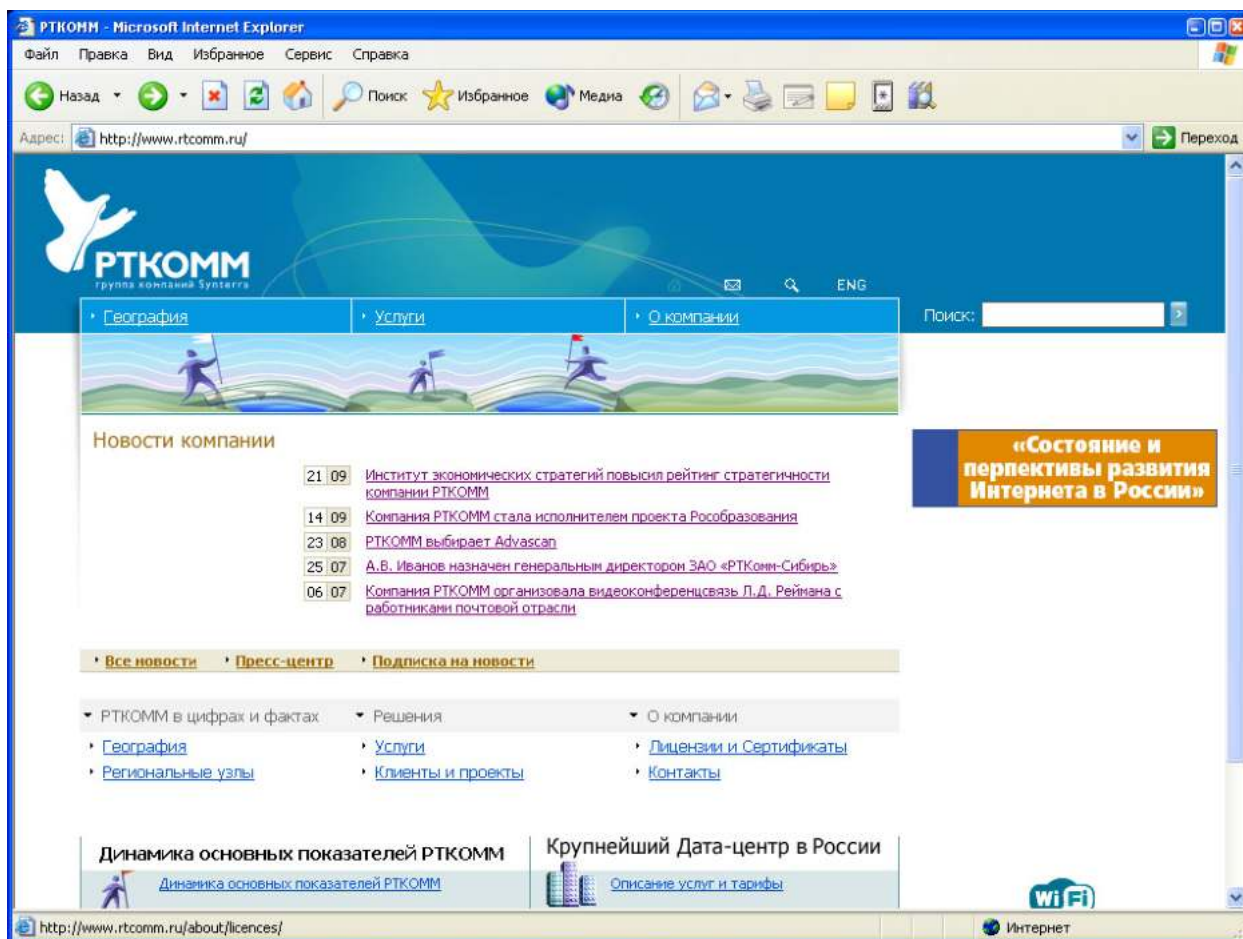 РТКОММ - Microsoft Internet Explorer
Файл Правка Вид Избранное Сервис Справка
Назад Поиск Избранное Медиа
Адрес: http://www.rtcomm.ru/ Переход
РТКОММ
группа компаний Synterra
ENG
География Услуги О компании Поиск:
Новости компании
«Состояние и
перпективы развития
Интернета в России»
21 09 Институт экономических стратегий повысил рейтинг стратегичности
компании РТКОММ
14 09 Компания РТКОММ стала исполнителем проекта Рособразования
23 08 РТКОММ выбирает Advascan
25 07 А.В. Иванов назначен генеральным директором ЗАО «РТКомм-Сибирь»
06 07 Компания РТКОММ организовала видеоконференцсвязь Л.Д. Реймана с
работниками почтовой отрасли
Все новости Пресс-центр Подписка на новости
РТКОММ в цифрах и фактах Решения О компании
География Услуги Лицензии и Сертификаты
Региональные узлы Клиенты и проекты Контакты
Динамика основных показателей РТКОММ Крупнейший Дата-центр в России
Динамика основных показателей РТКОММ Описание услуг и тарифы
Wi Fi
http://www.rtcomm.ru/about/licences/ Интернет